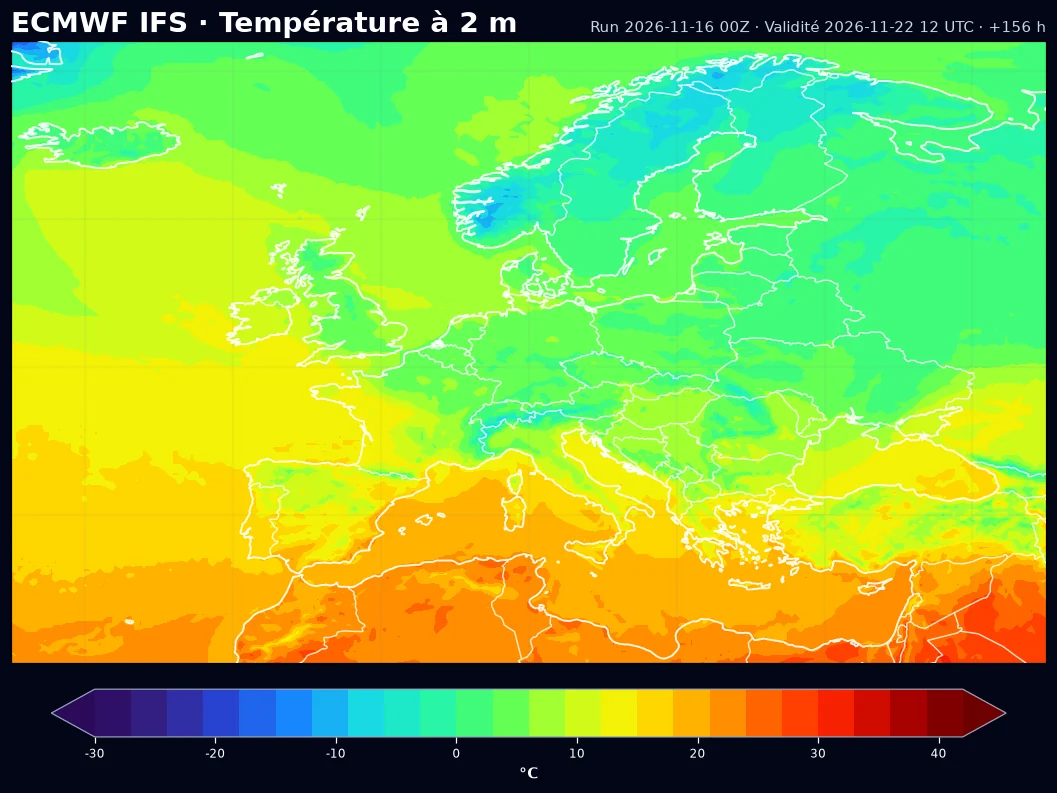 ECMWF IFS · Température à 2 m
Run 2026-11-16 00Z · Validité 2026-11-22 12 UTC · +156 h
-30 -20 -10 0 10 20 30 40
°C